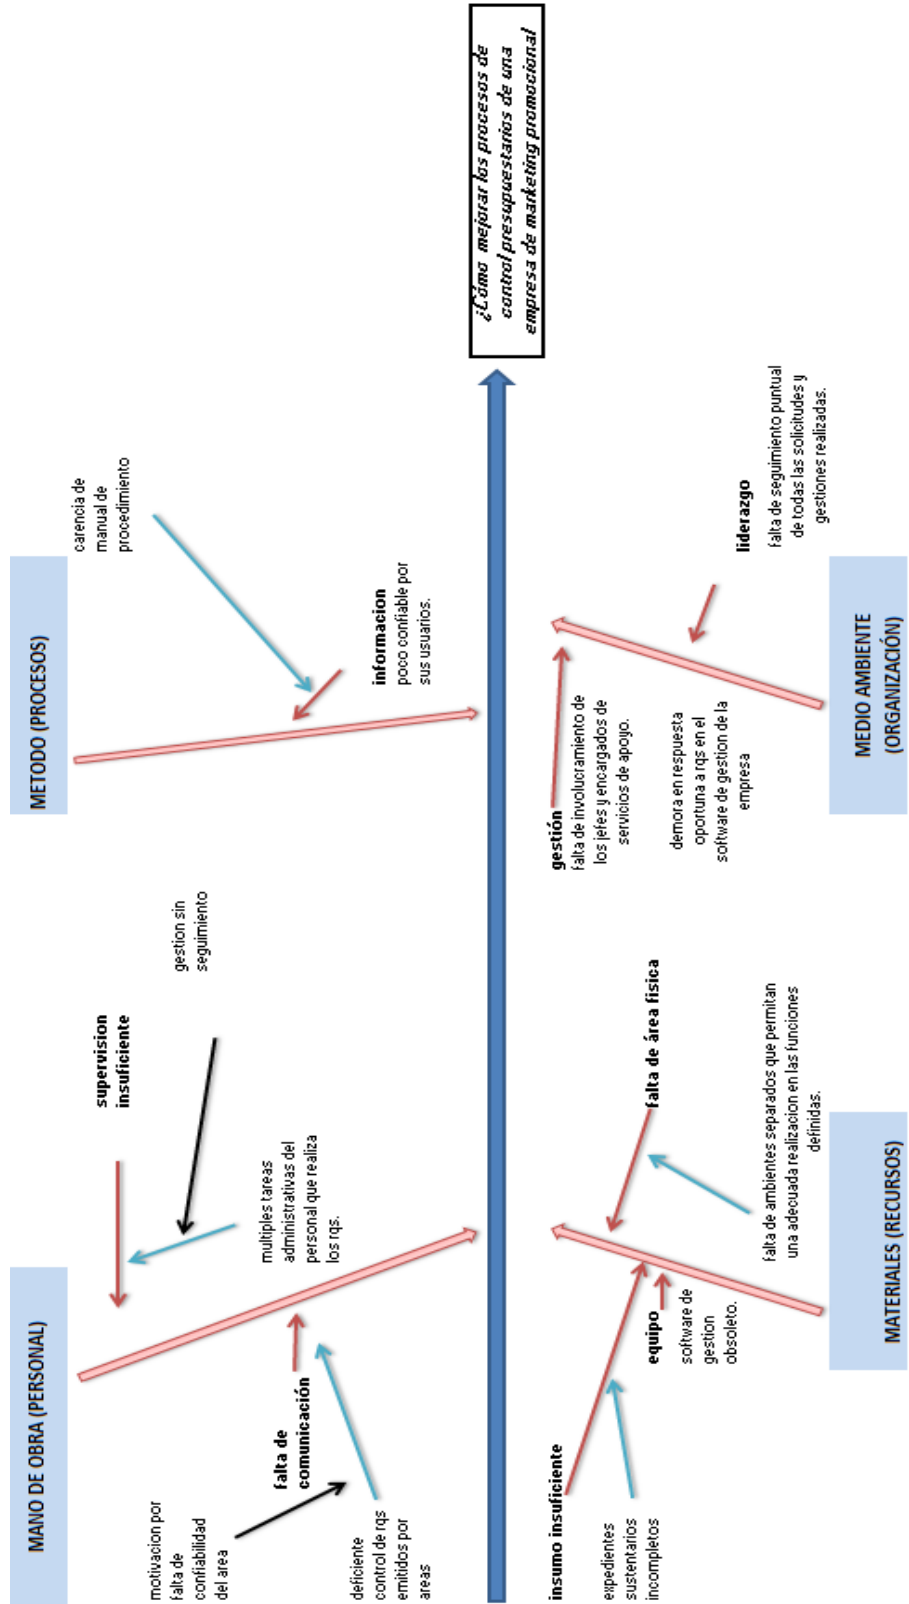 MANO DE OBRA (PERSONAL)
METODO (PROCESOS)
motivacion por
falta de
confiabilidad
del area
falta de
comunicación
deficiente
control de rqs
emitidos por
areas
supervision
insuficiente
gestion sin
seguimiento
multiples tareas
administrativas del
personal que realiza
los rqs.
carencia de
manual de
procedimiento
informacion
poco confiable por
sus usuarios.
¿Cómo mejorar los procesos de
control presupuestarios de una
empresa de marketing promocional
insumo insuficiente
expedientes
sustentarios
incompletos
equipo
software de
gestion
obsoleto.
falta de área fisica
falta de ambientes separados que permitan
una adecuada realizacion en las funciones
definidas.
gestión
falta de involucramiento de
los jefes y encargados de
servicios de apoyo.
demora en respuesta
oportuna a rqs en el
software de gestion de la
empresa
liderazgo
falta de seguimiento puntual
de todas las solicitudes y
gestiones realizadas.
MATERIALES (RECURSOS)
MEDIO AMBIENTE
(ORGANIZACIÓN)